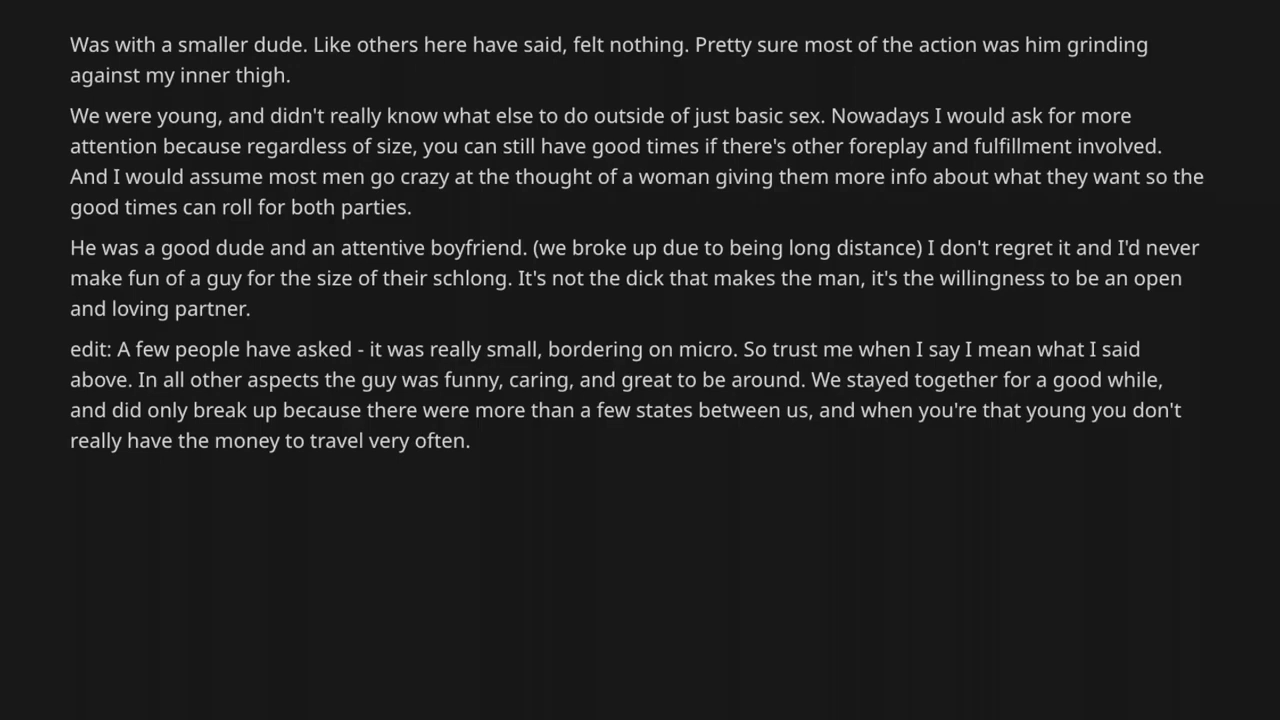 Was with a smaller dude. Like others here have said, felt nothing. Pretty sure most of the action was him grinding
against my inner thigh.
We were young, and didn't really know what else to do outside of just basic sex. Nowadays I would ask for more
attention because regardless of size, you can still have good times if there's other foreplay and fulfillment involved.
And I would assume most men go crazy at the thought of a woman giving them more info about what they want so the
good times can roll for both parties.
He was a good dude and an attentive boyfriend. (we broke up due to being long distance) I don't regret it and I'd never
make fun of a guy for the size of their schlong. It's not the dick that makes the man, it's the willingness to be an open
and loving partner.
edit: A few people have asked - it was really small, bordering on micro. So trust me when I say I mean what I said
above. In all other aspects the guy was funny, caring, and great to be around. We stayed together for a good while,
and did only break up because there were more than a few states between us, and when you're that young you don't
really have the money to travel very often.